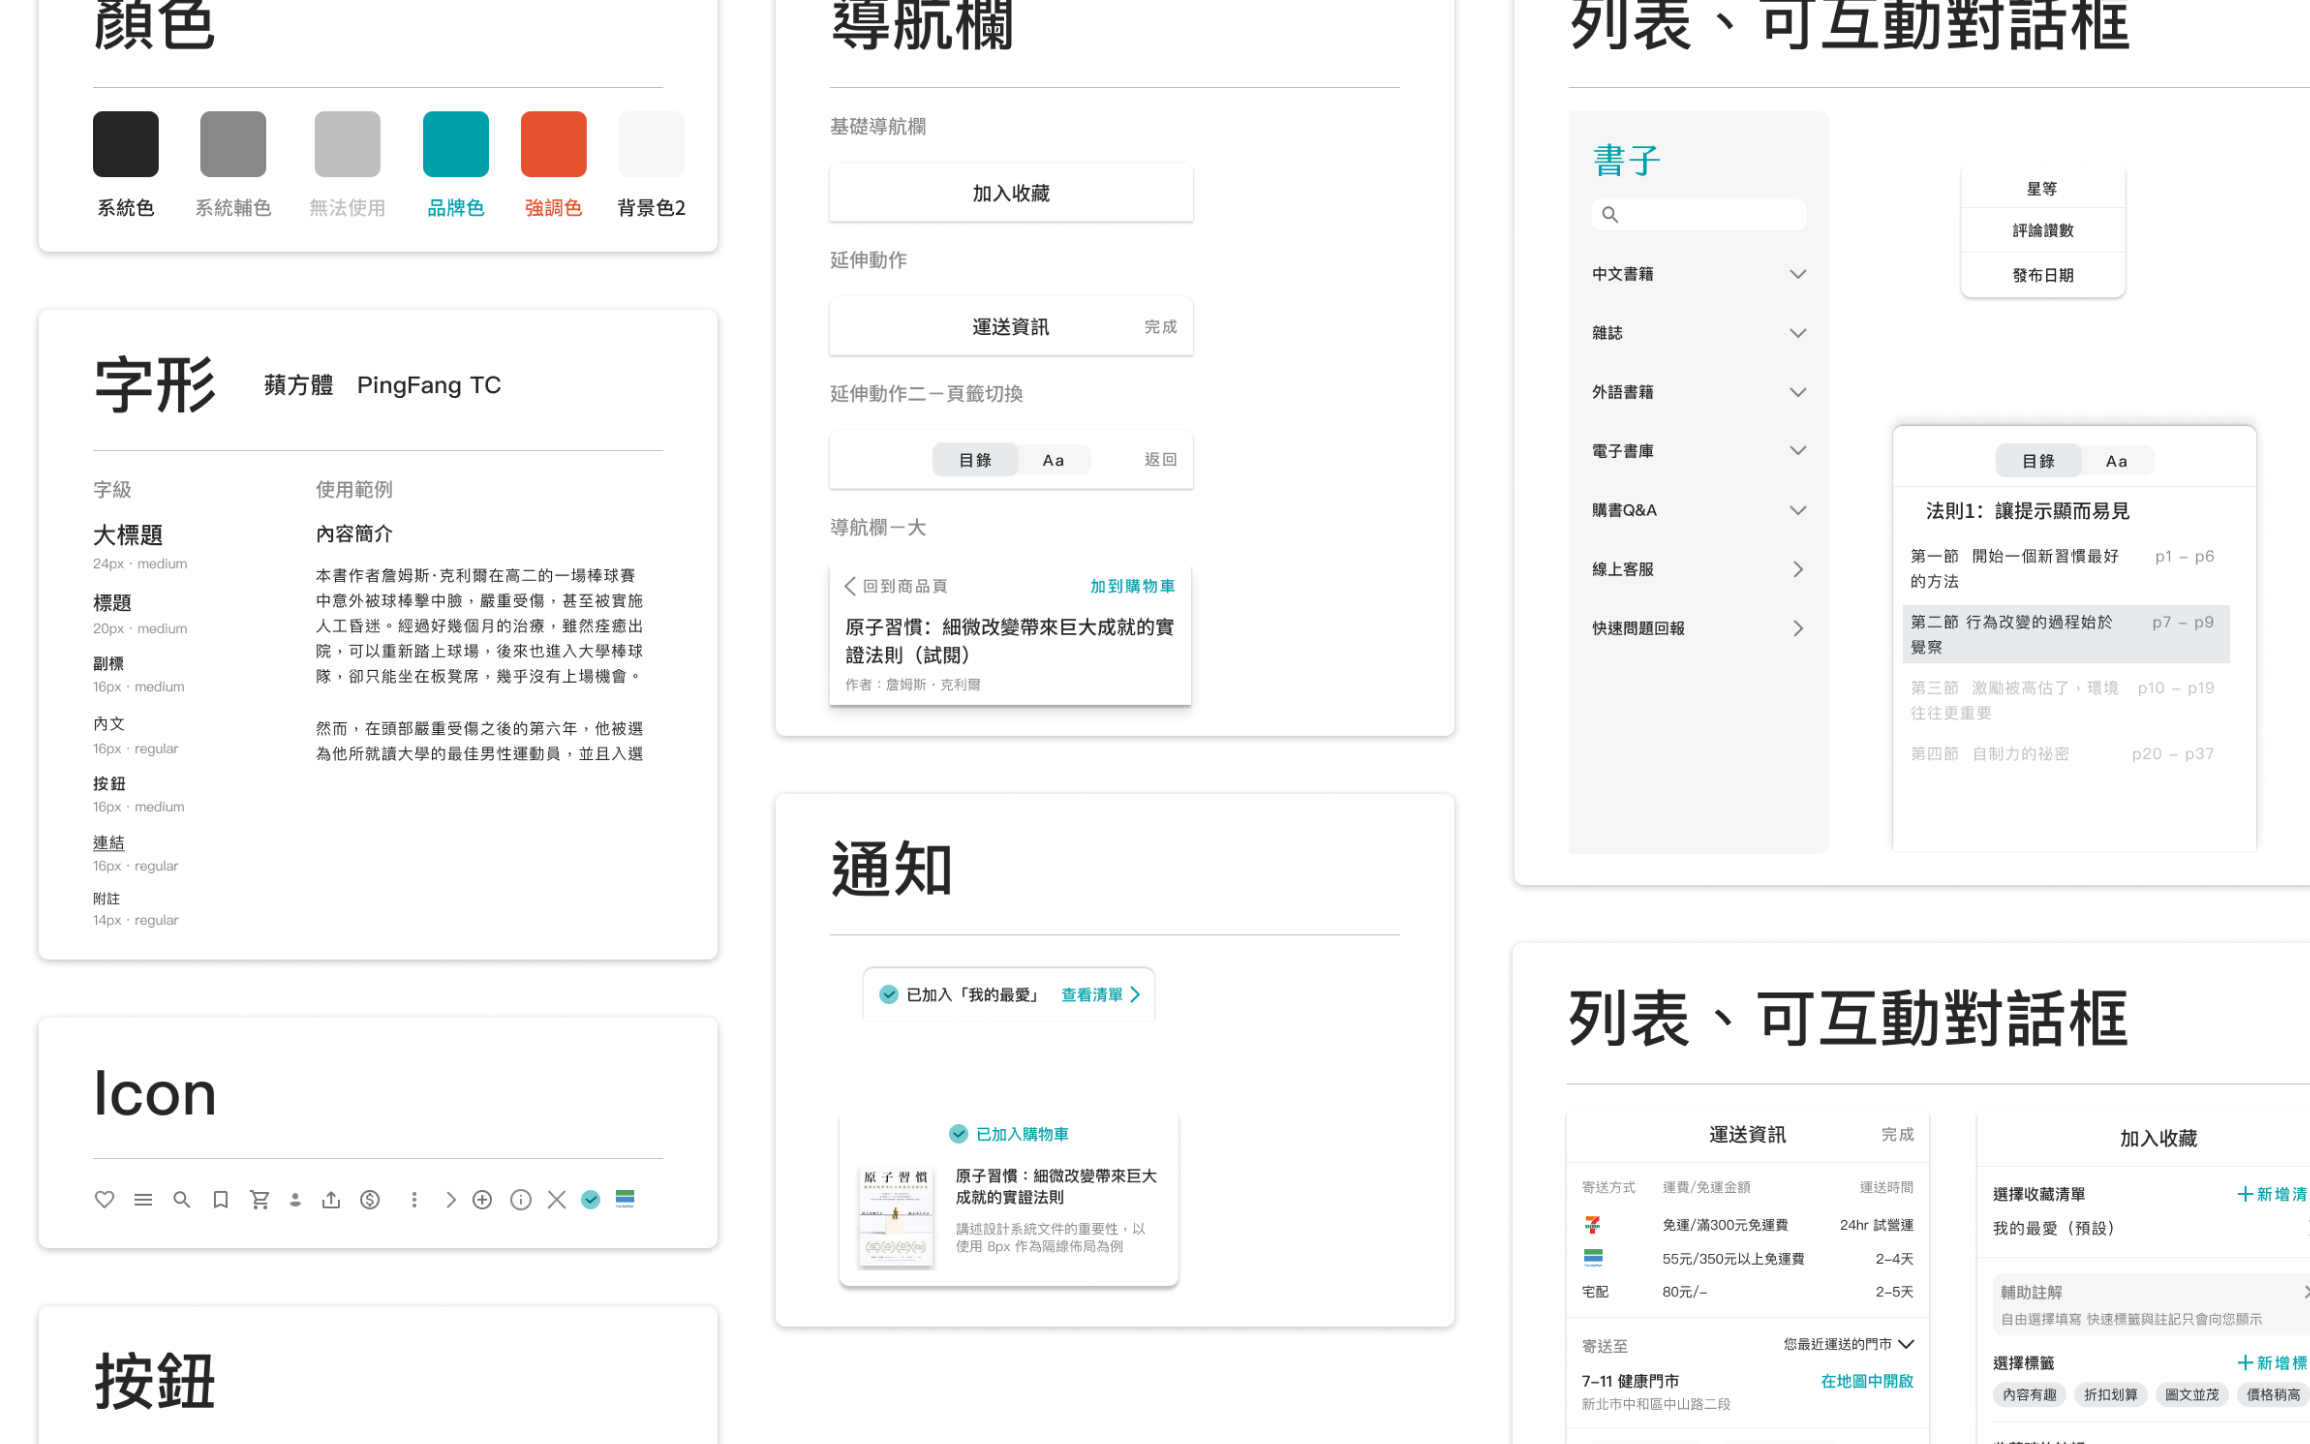 顏色
系統色
系統輔色
無法使用
品牌色
強調色
背景色2
字形
蘋方體 PingFang TC
字級
大標題
24px · medium
標題
20px · medium
副標
16px · medium
內文
16px · regular
按鈕
16px · medium
連結
16px · regular
附註
14px · regular
使用範例
內容簡介
本書作者詹姆斯·克利爾在高二的一場棒球賽
中意外被球棒擊中臉，嚴重受傷，甚至被實施
人工昏迷。經過好幾個月的治療，雖然痊癒出
院，可以重新踏上球場，後來也進入大學棒球
隊，卻只能坐在板凳席，幾乎沒有上場機會。
然而，在頭部嚴重受傷之後的第六年，他被選
為他所就讀大學的最佳男性運動員，並且入選
Icon
按鈕
導航欄
基礎導航欄
加入收藏
延伸動作
運送資訊
完成
延伸動作二－頁籤切換
目錄
Aa
返回
導航欄－大
回到商品頁
加到購物車
原子習慣：細微改變帶來巨大成就的實
證法則（試閱）
作者：詹姆斯·克利爾
通知
已加入「我的最愛」
查看清單
已加入購物車
原子習慣
原子習慣：細微改變帶來巨大
成就的實證法則
講述設計系統文件的重要性，以
使用 8px 作為隔線佈局為例
列表、可互動對話框
書子
中文書籍
雜誌
外語書籍
電子書庫
購書Q&A
線上客服
快速問題回報
星等
評論讚數
發布日期
目錄
Aa
法則1：讓提示顯而易見
第一節 開始一個新習慣最好
的方法
p1 – p6
第二節 行為改變的過程始於
覺察
p7 – p9
第三節 激勵被高估了，環境
往往更重要
p10 – p19
第四節 自制力的祕密
p20 – p37
列表、可互動對話框
運送資訊
完成
寄送方式
運費/免運金額
運送時間
免運/滿300元免運費
24hr 試營運
55元/350元以上免運費
2–4天
宅配
80元/–
2–5天
寄送至
您最近運送的門市
7–11 健康門市
在地圖中開啟
新北市中和區中山路二段
加入收藏
選擇收藏清單
新增清
我的最愛（預設）
輔助註解
自由選擇填寫 快速標籤與註記只會向您顯示
選擇標籤
新增標
內容有趣
折扣划算
圖文並茂
價格稍高